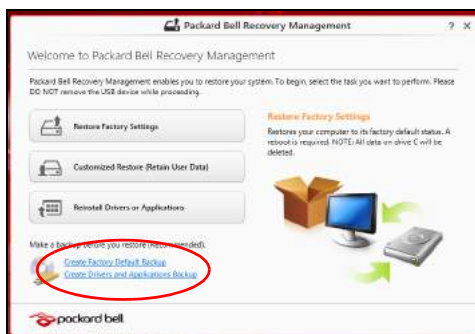 Packard Bell Recovery Management
? X
Welcome to Packard Bell Recovery Management
Packard Bell Recovery Management enables you to restore your system. To begin, select the task you want to perform. Please
DO NOT remove the USB device while proceeding.
Restore Factory Settings
Customized Restore (Retain User Data)
Reinstall Drivers or Applications
Restore Factory Settings
Restores your computer to its factory default status. A
reboot is required. NOTE: All data on drive C will be
deleted.
Make a backup before you restore (Recommended).
Create Factory Default Backup
Create Drivers and Applications Backup
packard bell